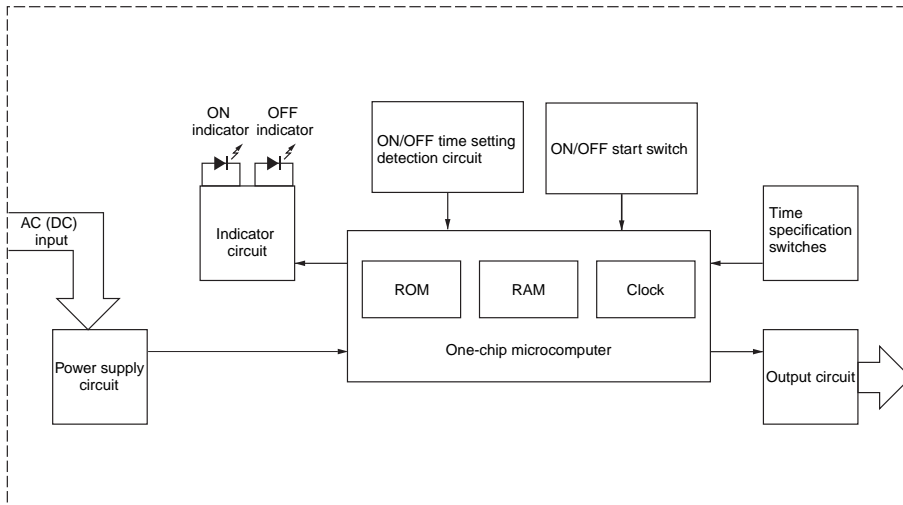 ON
indicator
OFF
indicator
ON/OFF time setting
detection circuit
ON/OFF start switch
AC (DC)
input
Indicator
circuit
Time
specification
switches
ROM
RAM
Clock
One-chip microcomputer
Power supply
circuit
Output circuit